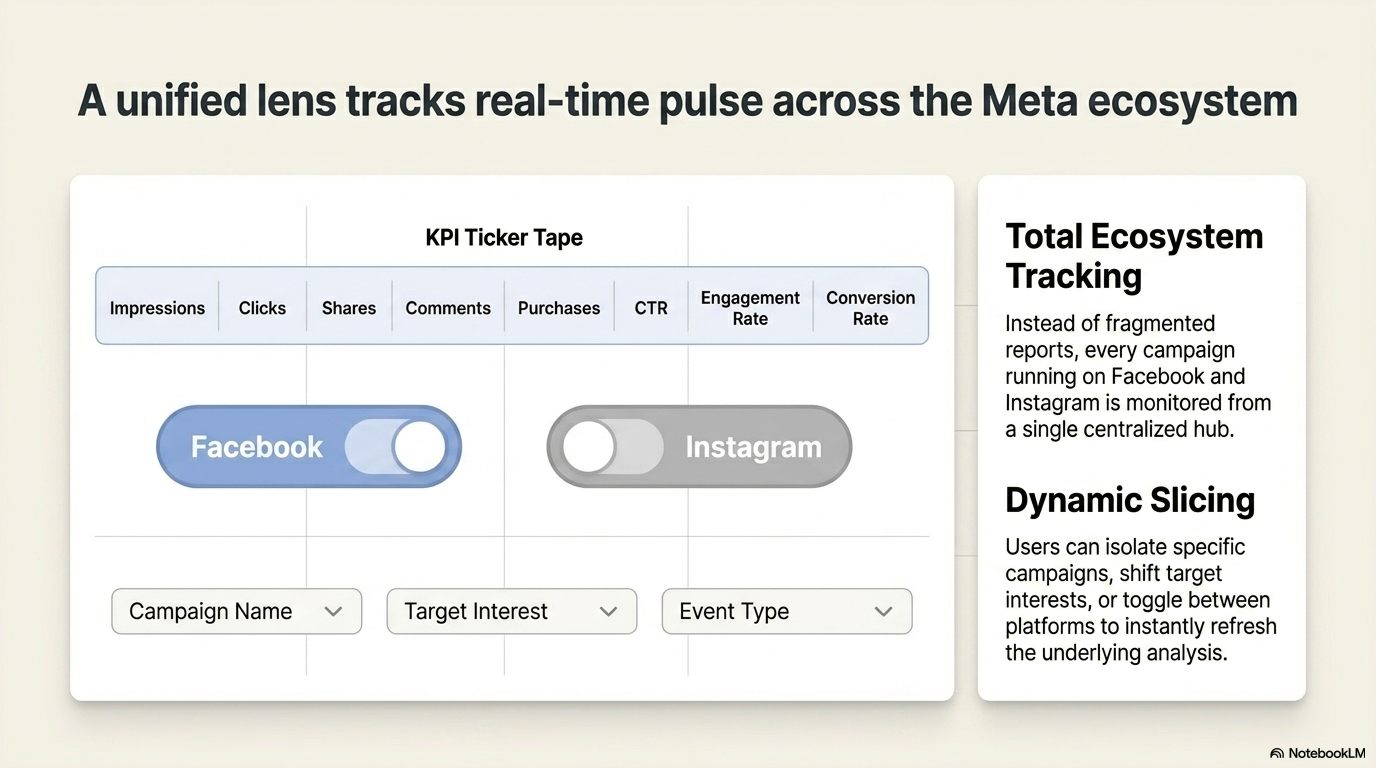 A unified lens tracks real-time pulse across the Meta ecosystem
KPI Ticker Tape
Impressions
Clicks
Shares
Comments
Purchases
CTR
Engagement
Rate
Conversion
Rate
Facebook
Instagram
Campaign Name
Target Interest
Event Type
Total Ecosystem
Tracking
Instead of fragmented
reports, every campaign
running on Facebook and
Instagram is monitored from
a single centralized hub.
Dynamic Slicing
Users can isolate specific
campaigns, shift target
interests, or toggle between
platforms to instantly refresh
the underlying analysis.
NotebookLM